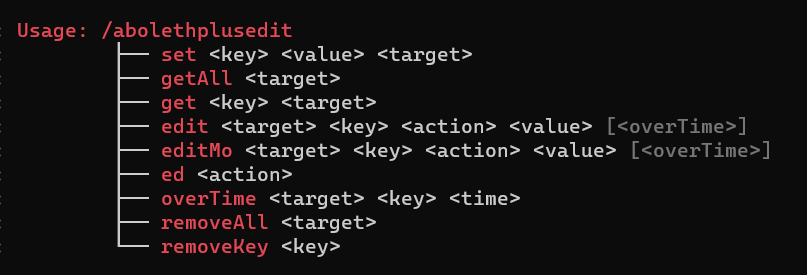 Usage: /abolethplusedit
set <key> <value> <target>
getAll <target>
get <key> <target>
edit <target> <key> <action> <value> [<overTime>]
editMo <target> <key> <action> <value> [<overTime>]
ed <action>
overTime <target> <key> <time>
removeAll <target>
removeKey <key>